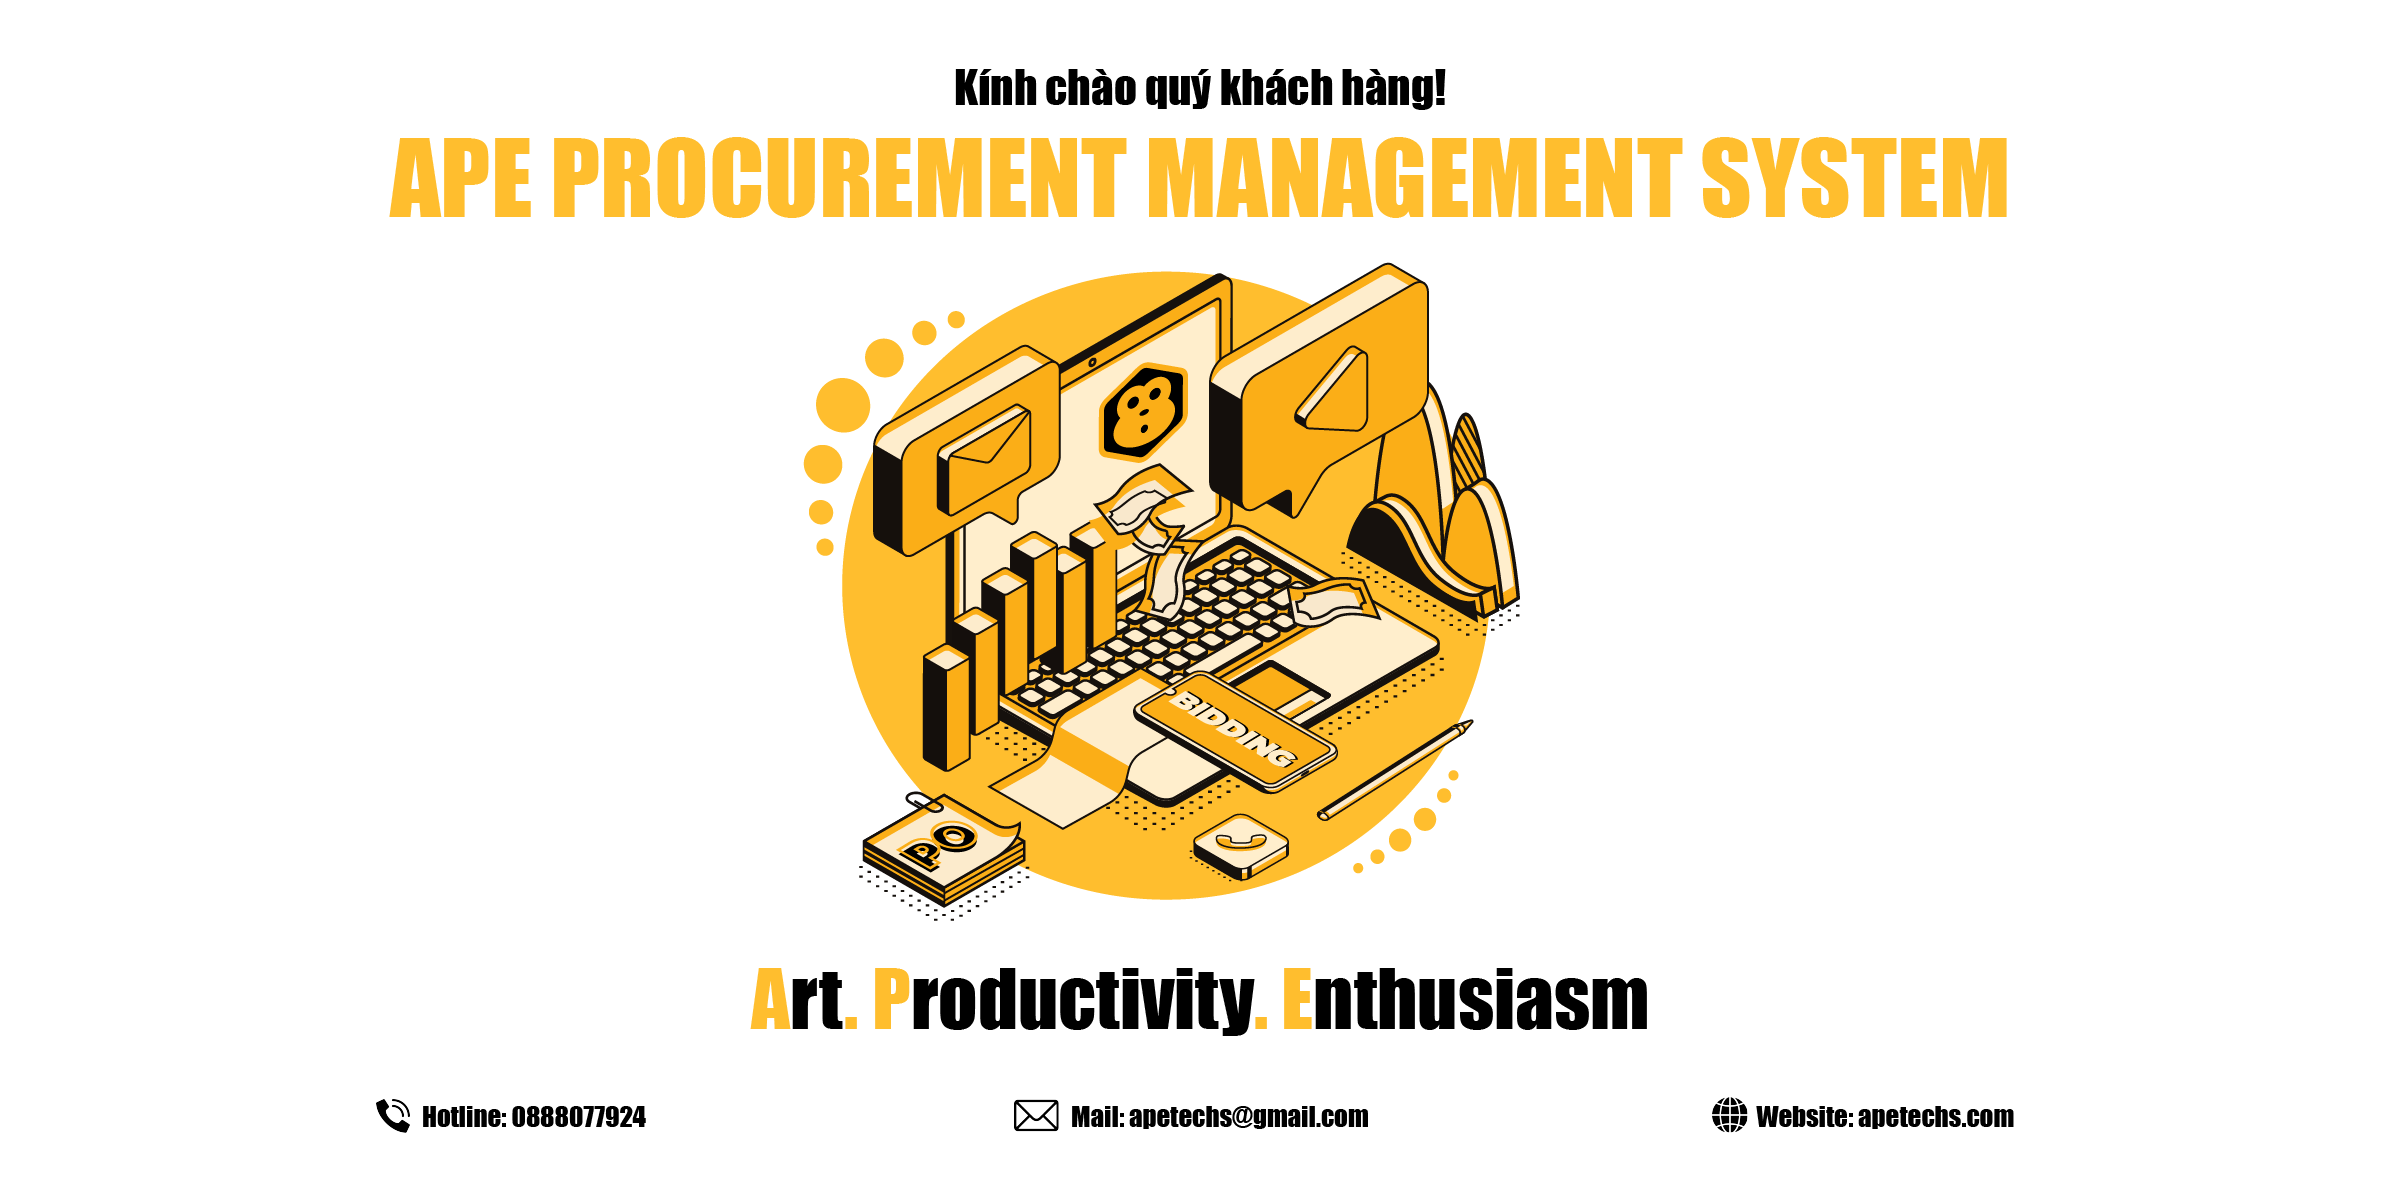 Kính chào quý khách hàng!
APE PROCUREMENT MANAGEMENT SYSTEM
BIDDING
PO
Art. Productivity. Enthusiasm
Hotline: 0888077924
Mail: apetechs@gmail.com
Website: apetechs.com